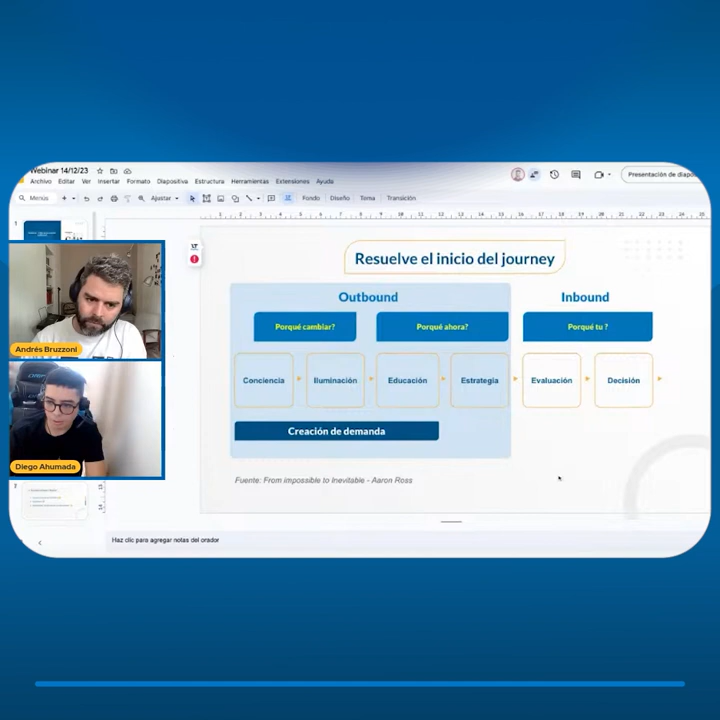 Webinar 14/12/23
Archivo Editar Ver Insertar Formato Diapositiva Estructura Herramientas Extensiones Ayuda
Presentación de diapo
Menús
Ajustar
Fondo Diseño Tema Transición
Resuelve el inicio del journey
Outbound
Inbound
Porqué cambiar?
Porqué ahora?
Porqué tu ?
Conciencia
Iluminación
Educación
Estrategia
Evaluación
Decisión
Creación de demanda
Fuente: From impossible to Inevitable - Aaron Ross
Haz clic para agregar notas del orador
Andrés Bruzzoni
Diego Ahumada